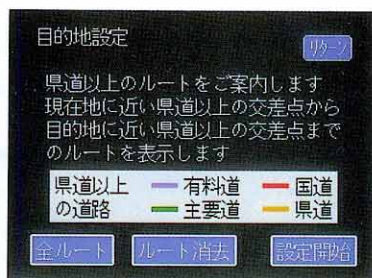 目的地設定
リターン
県道以上のルートをご案内します
現在地に近い県道以上の交差点から
目的地に近い県道以上の交差点まで
のルートを表示します
県道以上 有料道 国道
の道路 主要道 県道
全ルート ルート消去 設定開始